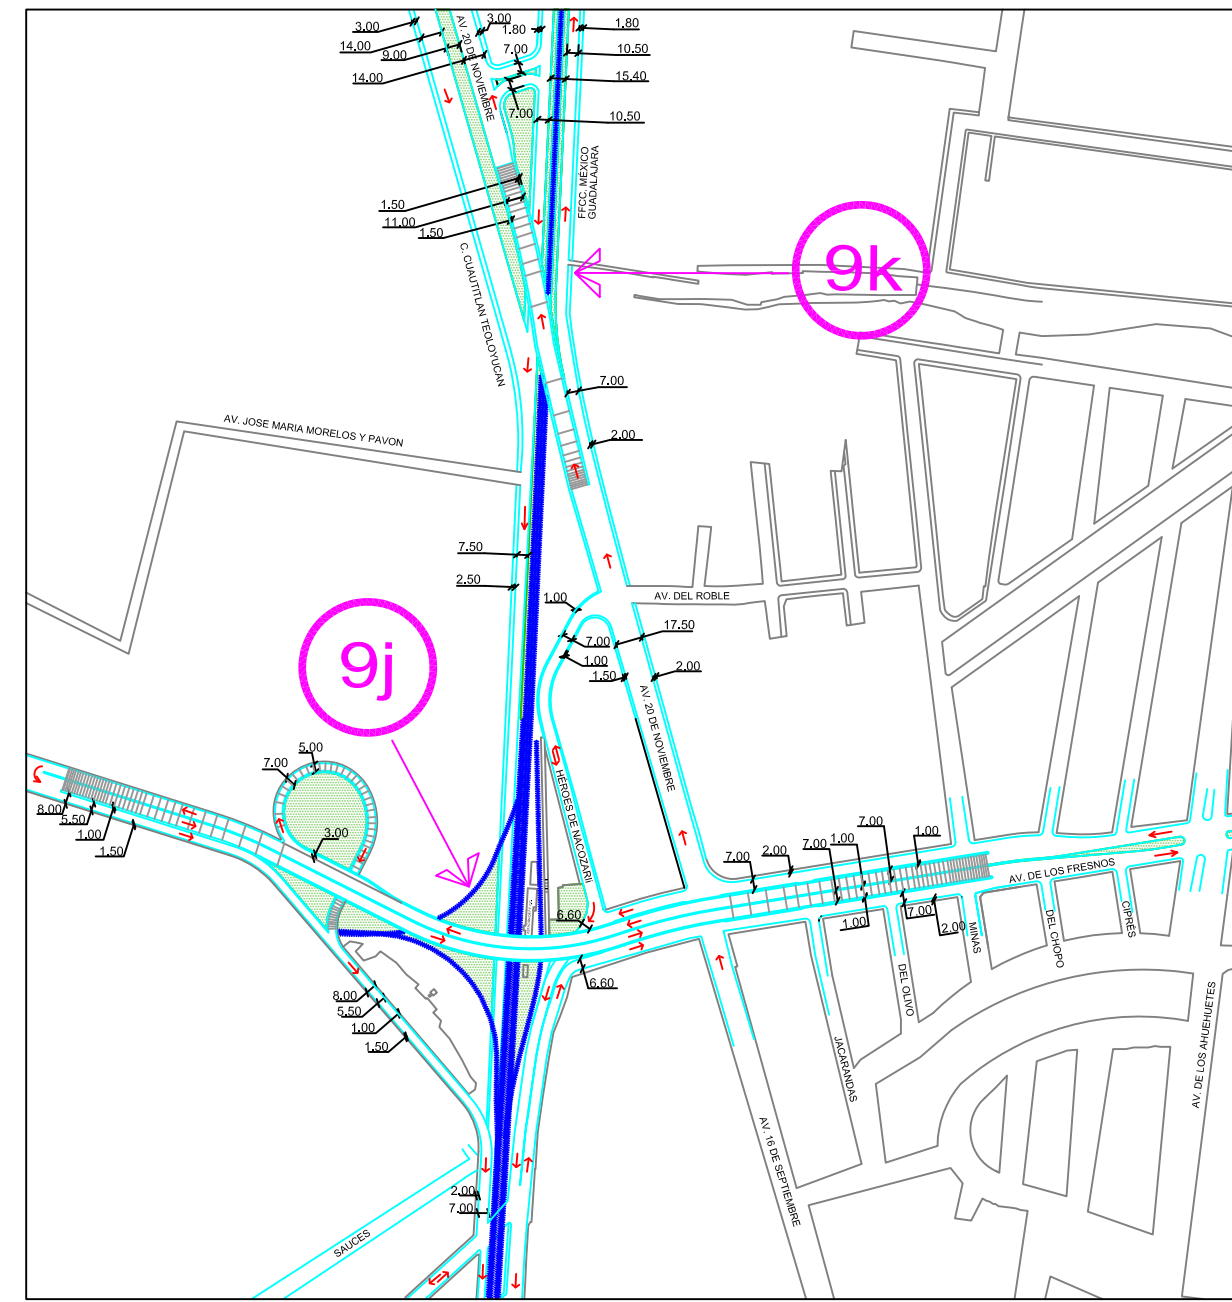 3.00
14.00
9.00
14.00
AV. 20 DE NOVIEMBRE
3.00
1.80
7.00
7.00
1.80
10.50
15.40
10.50
FFCC. MÉXICO
GUADALAJARA
1.50
11.00
1.50
C. CUAUTITLAN TEOLOYUCAN
9k
7.00
2.00
AV. JOSE MARIA MORELOS Y PAVON
7.50
2.50
1.00
AV. DEL ROBLE
7.00
1.00
1.50
17.50
2.00
9j
AV. 20 DE NOVIEMBRE
HÉROES DE NACOZARII
5.00
7.00
8.00
5.50
1.00
1.50
3.00
7.00
2.00
7.00
1.00
7.00
1.00
AV. DE LOS FRESNOS
1.00
7.00
2.00
6.60
6.60
MINAS
DEL CHOPO
CIPRÉS
DEL OLIVO
JACARANDAS
AV. DE LOS AHUEHUETES
8.00
5.50
1.00
1.50
AV. 16 DE SEPTIEMBRE
2.00
7.00
SAUCES